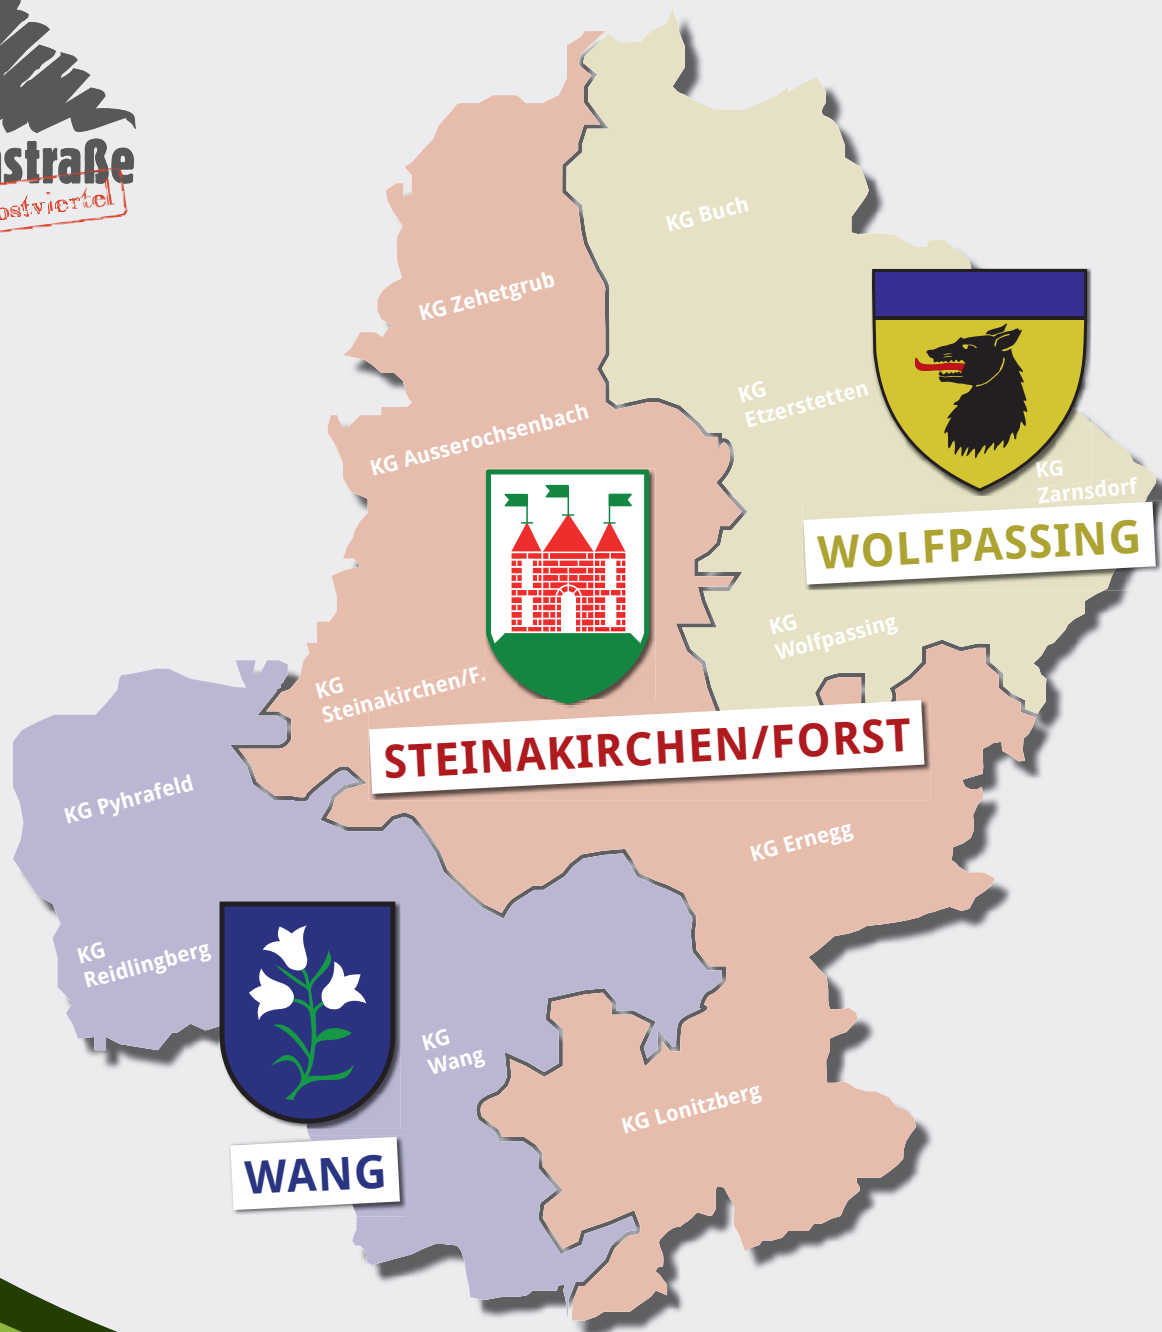 straße
ostviertel
KG Buch
KG Zehetgrub
KG
Etzerstetten
KG Ausserochsenbach
KG
Zarnsdorf
WOLFPASSING
KG
Wolfpassing
KG
Steinakirchen/F.
STEINAKIRCHEN/FORST
KG Pyhrafeld
KG Ernegg
KG
Reidlingberg
KG
Wang
KG Lonitzberg
WANG